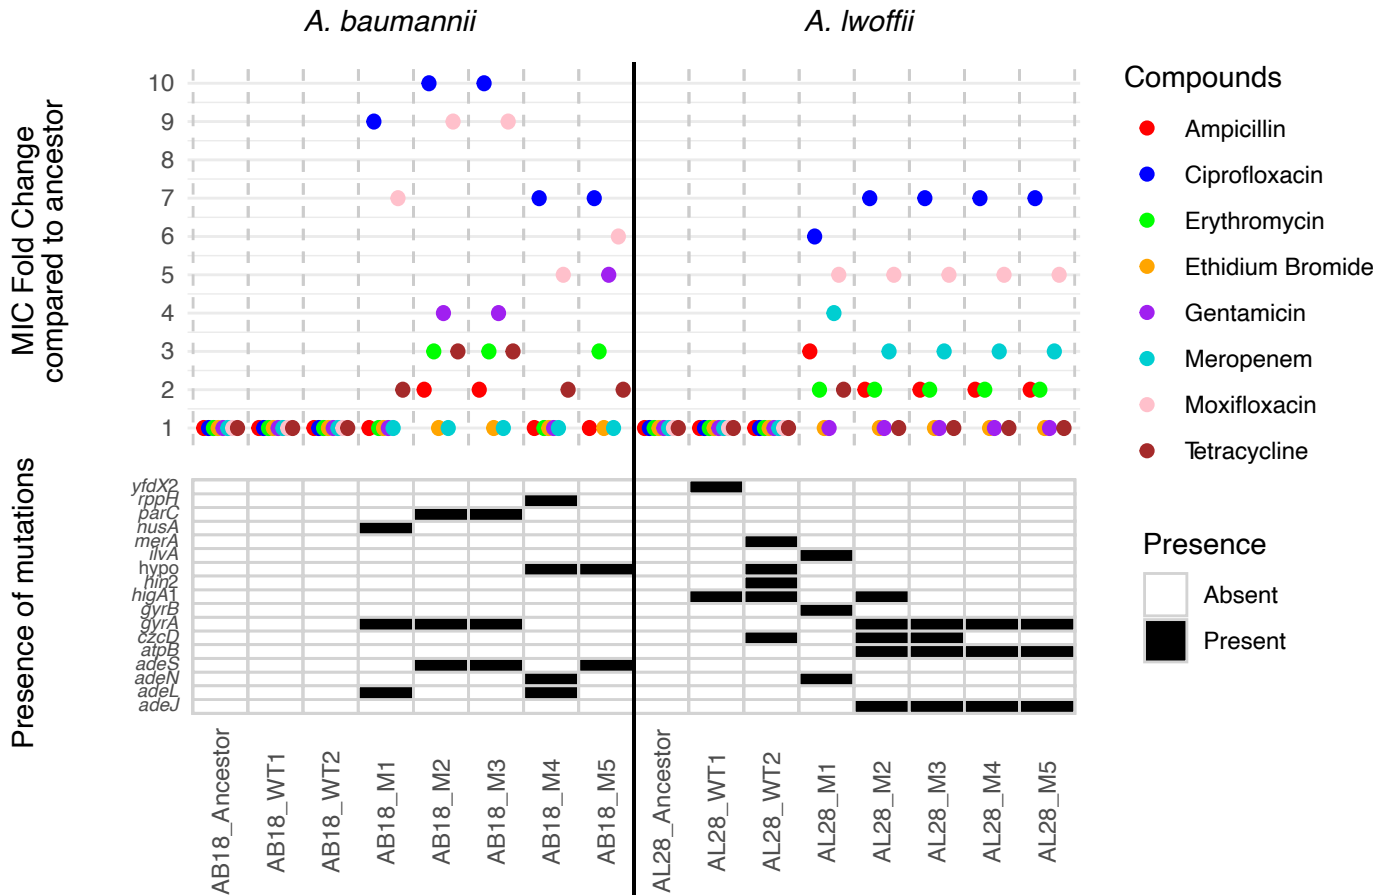 A. baumannii
A. lwoffii
MIC Fold Change
compared to ancestor
10
9
8
7
6
5
4
3
2
1
Compounds
Ampicillin
Ciprofloxacin
Erythromycin
Ethidium Bromide
Gentamicin
Meropenem
Moxifloxacin
Tetracycline
Presence of mutations
yfdX2
rppH
parC
nusA
merA
ilvA
hypo
hin2
higA1
gyrB
gyrA
czcD
atpB
adeS
adeN
adeL
adeJ
Presence
Absent
Present
AB18_Ancestor
AB18_WT1
AB18_WT2
AB18_M1
AB18_M2
AB18_M3
AB18_M4
AB18_M5
AL28_Ancestor
AL28_WT1
AL28_WT2
AL28_M1
AL28_M2
AL28_M3
AL28_M4
AL28_M5